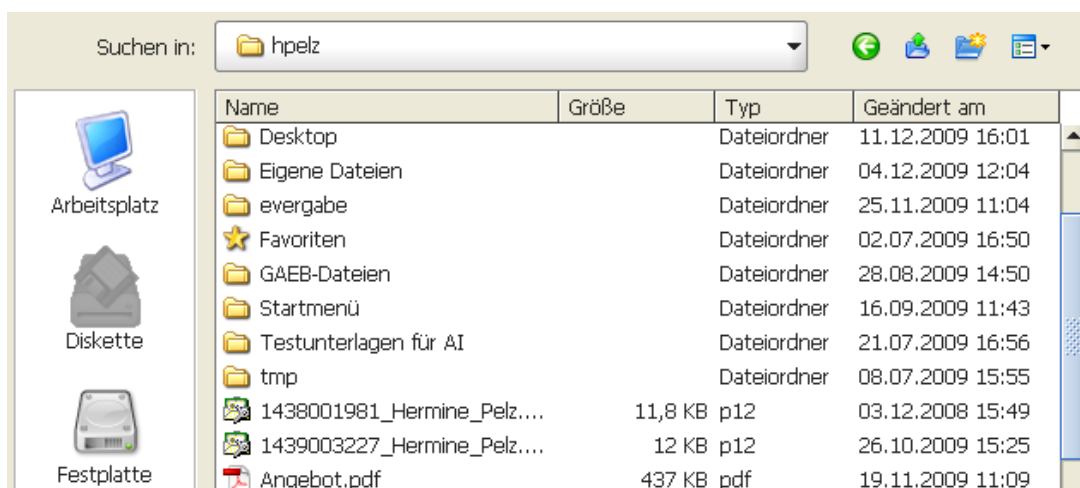 Suchen in: hpelz
Name Größe Typ Geändert am
Desktop Dateiordner 11.12.2009 16:01
Eigene Dateien Dateiordner 04.12.2009 12:04
Arbeitsplatz evergabe Dateiordner 25.11.2009 11:04
Favoriten Dateiordner 02.07.2009 16:50
GAEB-Dateien Dateiordner 28.08.2009 14:50
Startmenü Dateiordner 16.09.2009 11:43
Diskette Testunterlagen für AI Dateiordner 21.07.2009 16:56
tmp Dateiordner 08.07.2009 15:55
1438001981_Hermine_Pelz.... 11,8 KB p12 03.12.2008 15:49
1439003227_Hermine_Pelz.... 12 KB p12 26.10.2009 15:25
Festplatte Angebot.pdf 437 KB pdf 19.11.2009 11:09